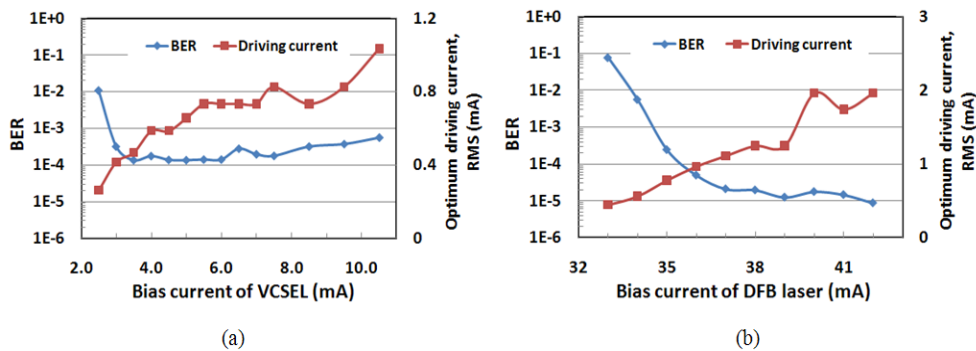 1E+0
1E-1
1E-2
1E-3
1E-4
1E-5
1E-6
BER
BER
Driving current
1.2
0.8
0.4
0
Optimum driving current,
RMS (mA)
2.0 4.0 6.0 8.0 10.0
Bias current of VCSEL (mA)
(a)
1E+0
1E-1
1E-2
1E-3
1E-4
1E-5
1E-6
BER
BER
Driving current
3
2
1
0
Optimum driving current,
RMS (mA)
32 35 38 41
Bias current of DFB laser (mA)
(b)